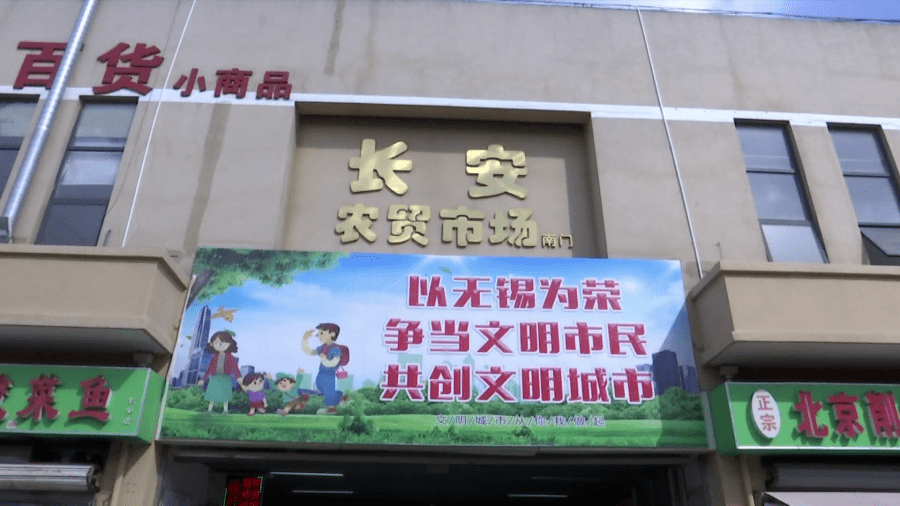 百货小商品
长安
农贸市场南门
以无锡为荣
争当文明市民
共创文明城市
文/明/城/市/从/你/我/做/起
菜鱼
正宗
北京削